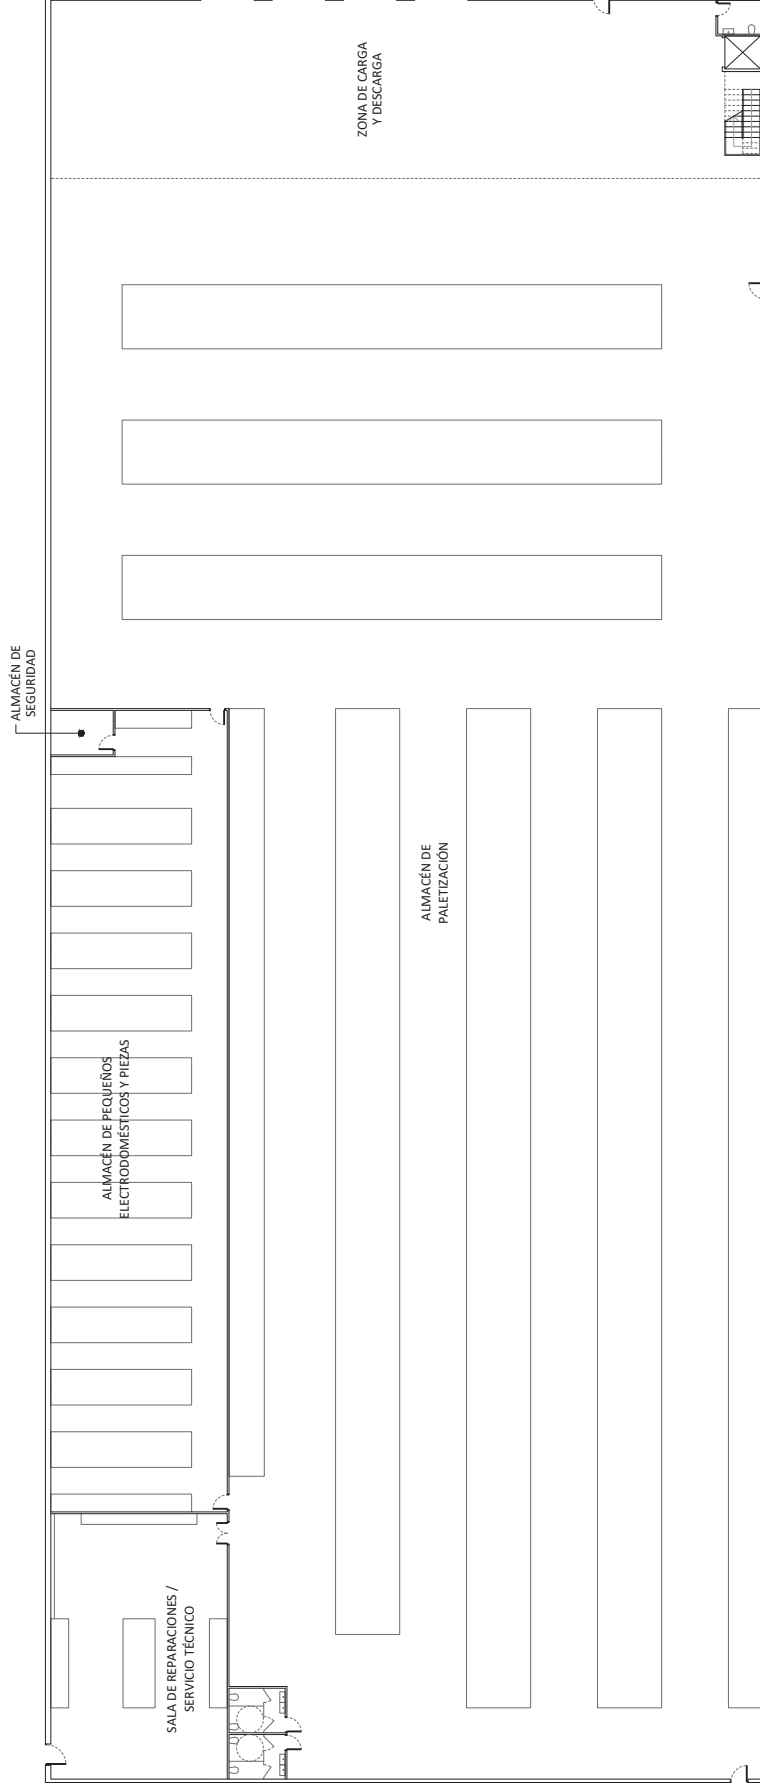 ZONA DE CARGA
Y DESCARGA
ALMACÉN DE
SEGURIDAD
ALMACÉN DE
PALETIZACIÓN
ALMACÉN DE PEQUEÑOS
ELECTRODOMÉSTICOS Y PIEZAS
SALA DE REPARACIONES /
SERVICIO TÉCNICO